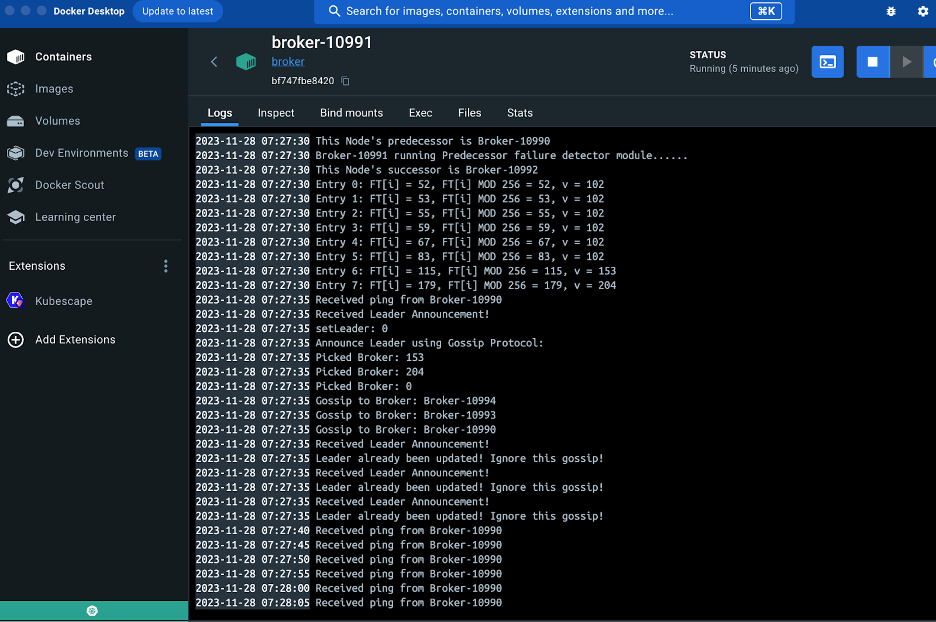 Docker Desktop Update to latest Search for images, containers, volumes, extensions and more... ⌘K
Containers
Images
Volumes
Dev Environments BETA
Docker Scout
Learning center
Extensions
Kubescape
Add Extensions
broker-10991
broker
bf747fbe8420
STATUS
Running (5 minutes ago)
Logs Inspect Bind mounts Exec Files Stats
2023-11-28 07:27:30 This Node's predecessor is Broker-10990
2023-11-28 07:27:30 Broker-10991 running Predecessor failure detector module......
2023-11-28 07:27:30 This Node's successor is Broker-10992
2023-11-28 07:27:30 Entry 0: FT[i] = 52, FT[i] MOD 256 = 52, v = 102
2023-11-28 07:27:30 Entry 1: FT[i] = 53, FT[i] MOD 256 = 53, v = 102
2023-11-28 07:27:30 Entry 2: FT[i] = 55, FT[i] MOD 256 = 55, v = 102
2023-11-28 07:27:30 Entry 3: FT[i] = 59, FT[i] MOD 256 = 59, v = 102
2023-11-28 07:27:30 Entry 4: FT[i] = 67, FT[i] MOD 256 = 67, v = 102
2023-11-28 07:27:30 Entry 5: FT[i] = 83, FT[i] MOD 256 = 83, v = 102
2023-11-28 07:27:30 Entry 6: FT[i] = 115, FT[i] MOD 256 = 115, v = 153
2023-11-28 07:27:30 Entry 7: FT[i] = 179, FT[i] MOD 256 = 179, v = 204
2023-11-28 07:27:35 Received ping from Broker-10990
2023-11-28 07:27:35 Received Leader Announcement!
2023-11-28 07:27:35 setLeader: 0
2023-11-28 07:27:35 Announce Leader using Gossip Protocol:
2023-11-28 07:27:35 Picked Broker: 153
2023-11-28 07:27:35 Picked Broker: 204
2023-11-28 07:27:35 Picked Broker: 0
2023-11-28 07:27:35 Gossip to Broker: Broker-10994
2023-11-28 07:27:35 Gossip to Broker: Broker-10993
2023-11-28 07:27:35 Gossip to Broker: Broker-10990
2023-11-28 07:27:35 Received Leader Announcement!
2023-11-28 07:27:35 Leader already been updated! Ignore this gossip!
2023-11-28 07:27:35 Received Leader Announcement!
2023-11-28 07:27:35 Leader already been updated! Ignore this gossip!
2023-11-28 07:27:35 Received Leader Announcement!
2023-11-28 07:27:35 Leader already been updated! Ignore this gossip!
2023-11-28 07:27:40 Received ping from Broker-10990
2023-11-28 07:27:45 Received ping from Broker-10990
2023-11-28 07:27:50 Received ping from Broker-10990
2023-11-28 07:27:55 Received ping from Broker-10990
2023-11-28 07:28:00 Received ping from Broker-10990
2023-11-28 07:28:05 Received ping from Broker-10990